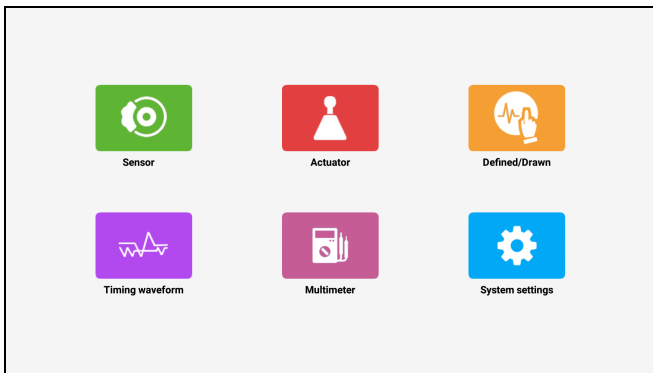 Sensor
Actuator
Defined/Drawn
Timing waveform
Multimeter
System settings